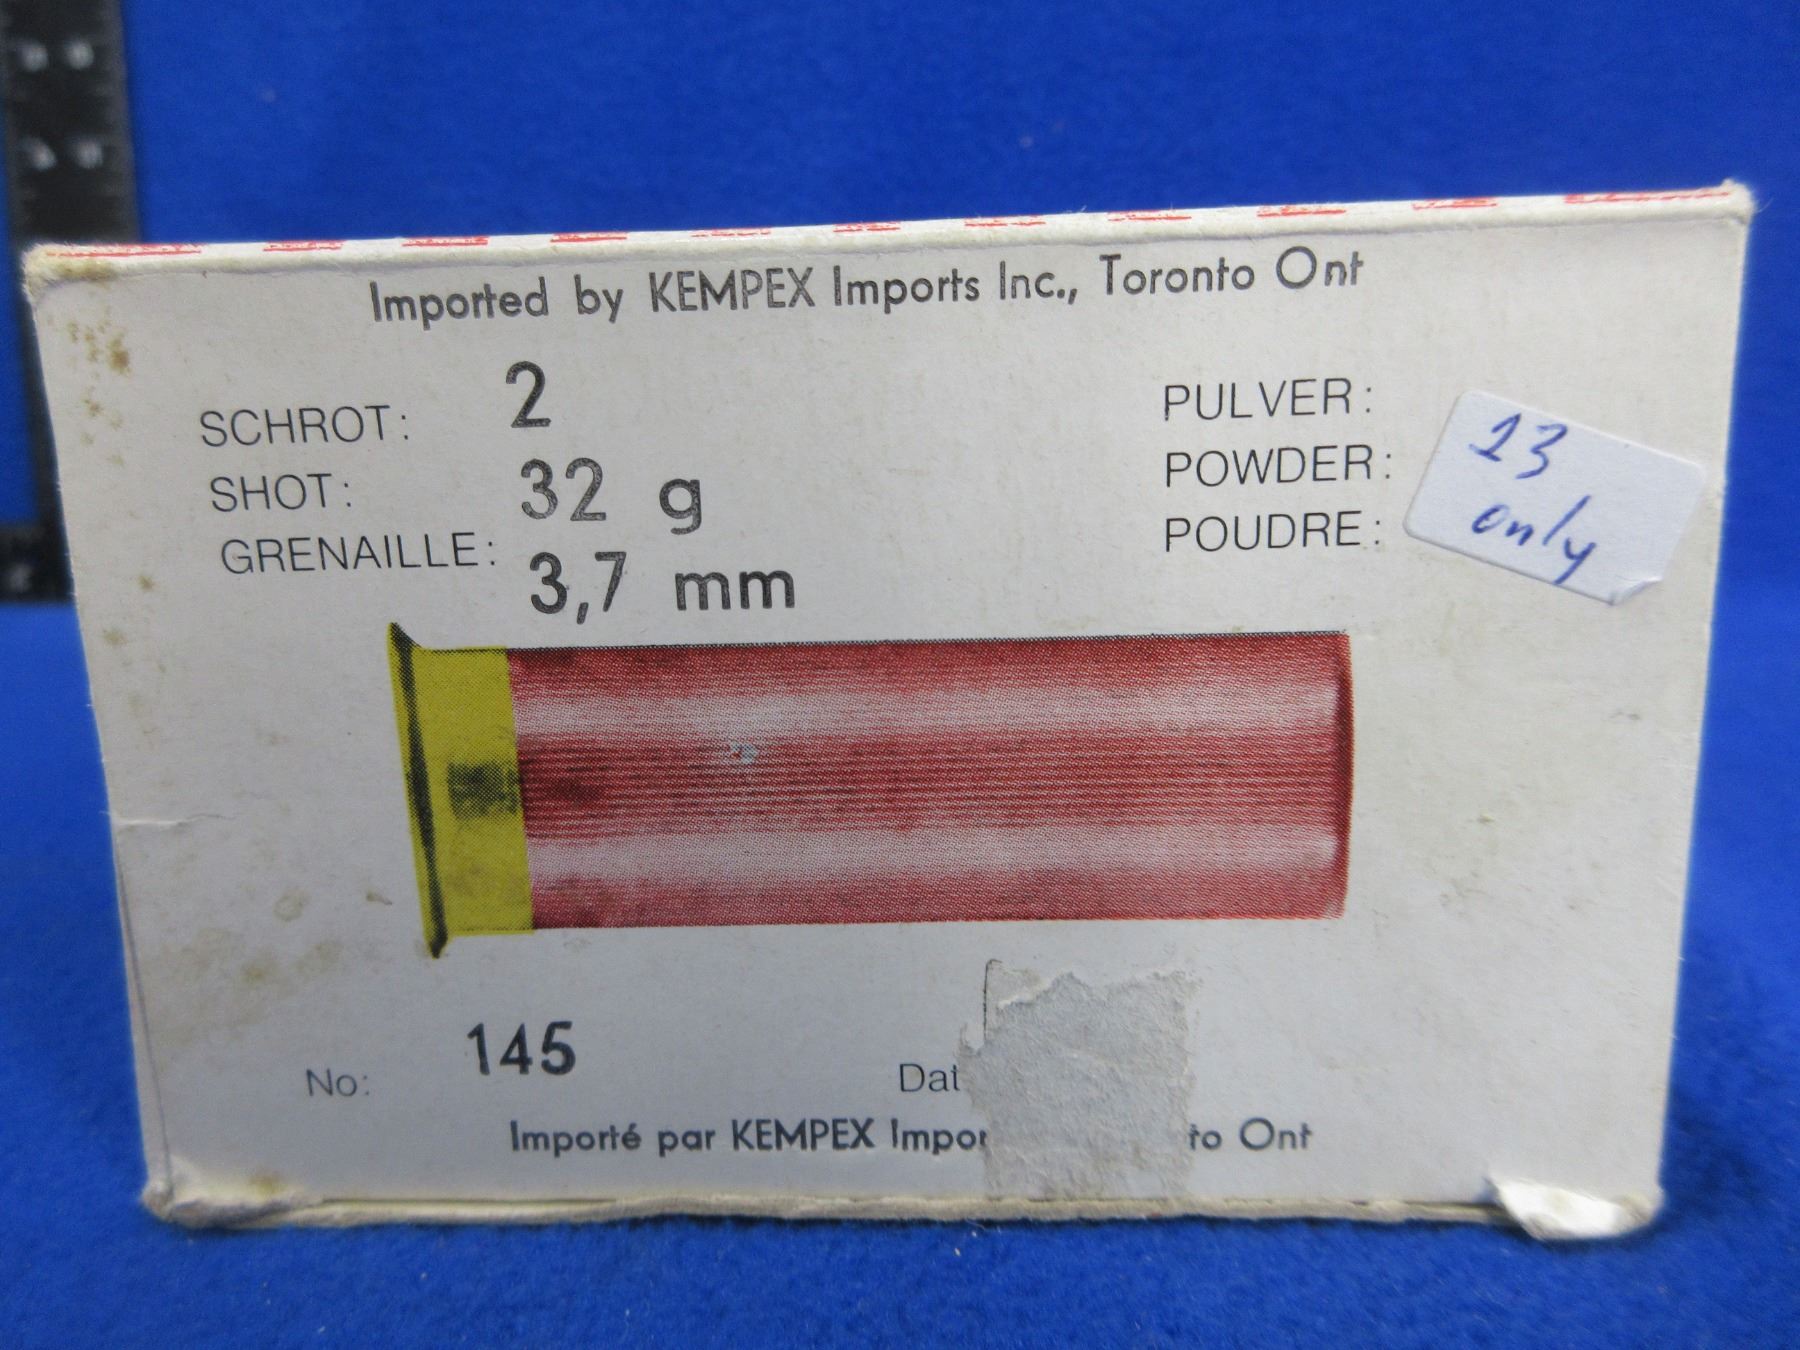 Imported by KEMPEX Imports Inc., Toronto Ont
SCHROT: 2
SHOT: 32 g
GRENAILLE: 3,7 mm
PULVER:
POWDER:
POUDRE:
23
only
No: 145
Dat
Importé par KEMPEX Impor to Ont